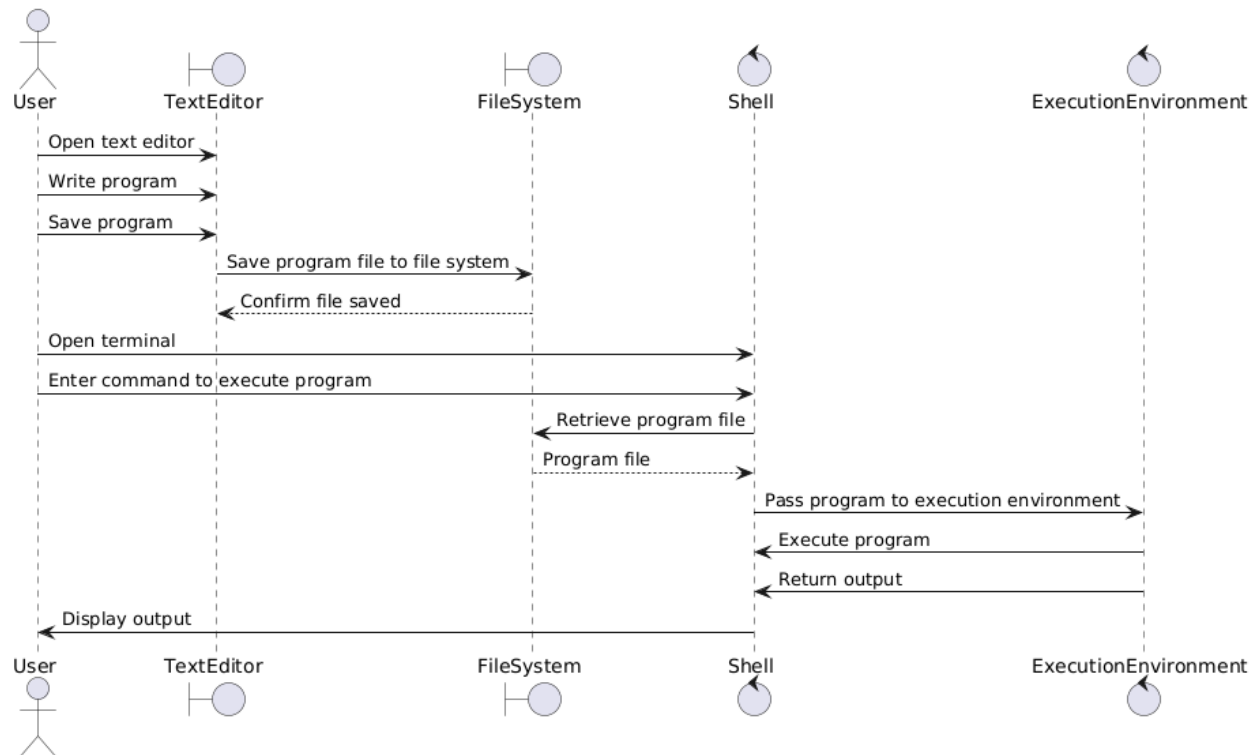 User TextEditor FileSystem Shell ExecutionEnvironment
Open text editor
Write program
Save program
Save program file to file system
Confirm file saved
Open terminal
Enter command to execute program
Retrieve program file
Program file
Pass program to execution environment
Execute program
Return output
Display output
User TextEditor FileSystem Shell ExecutionEnvironment